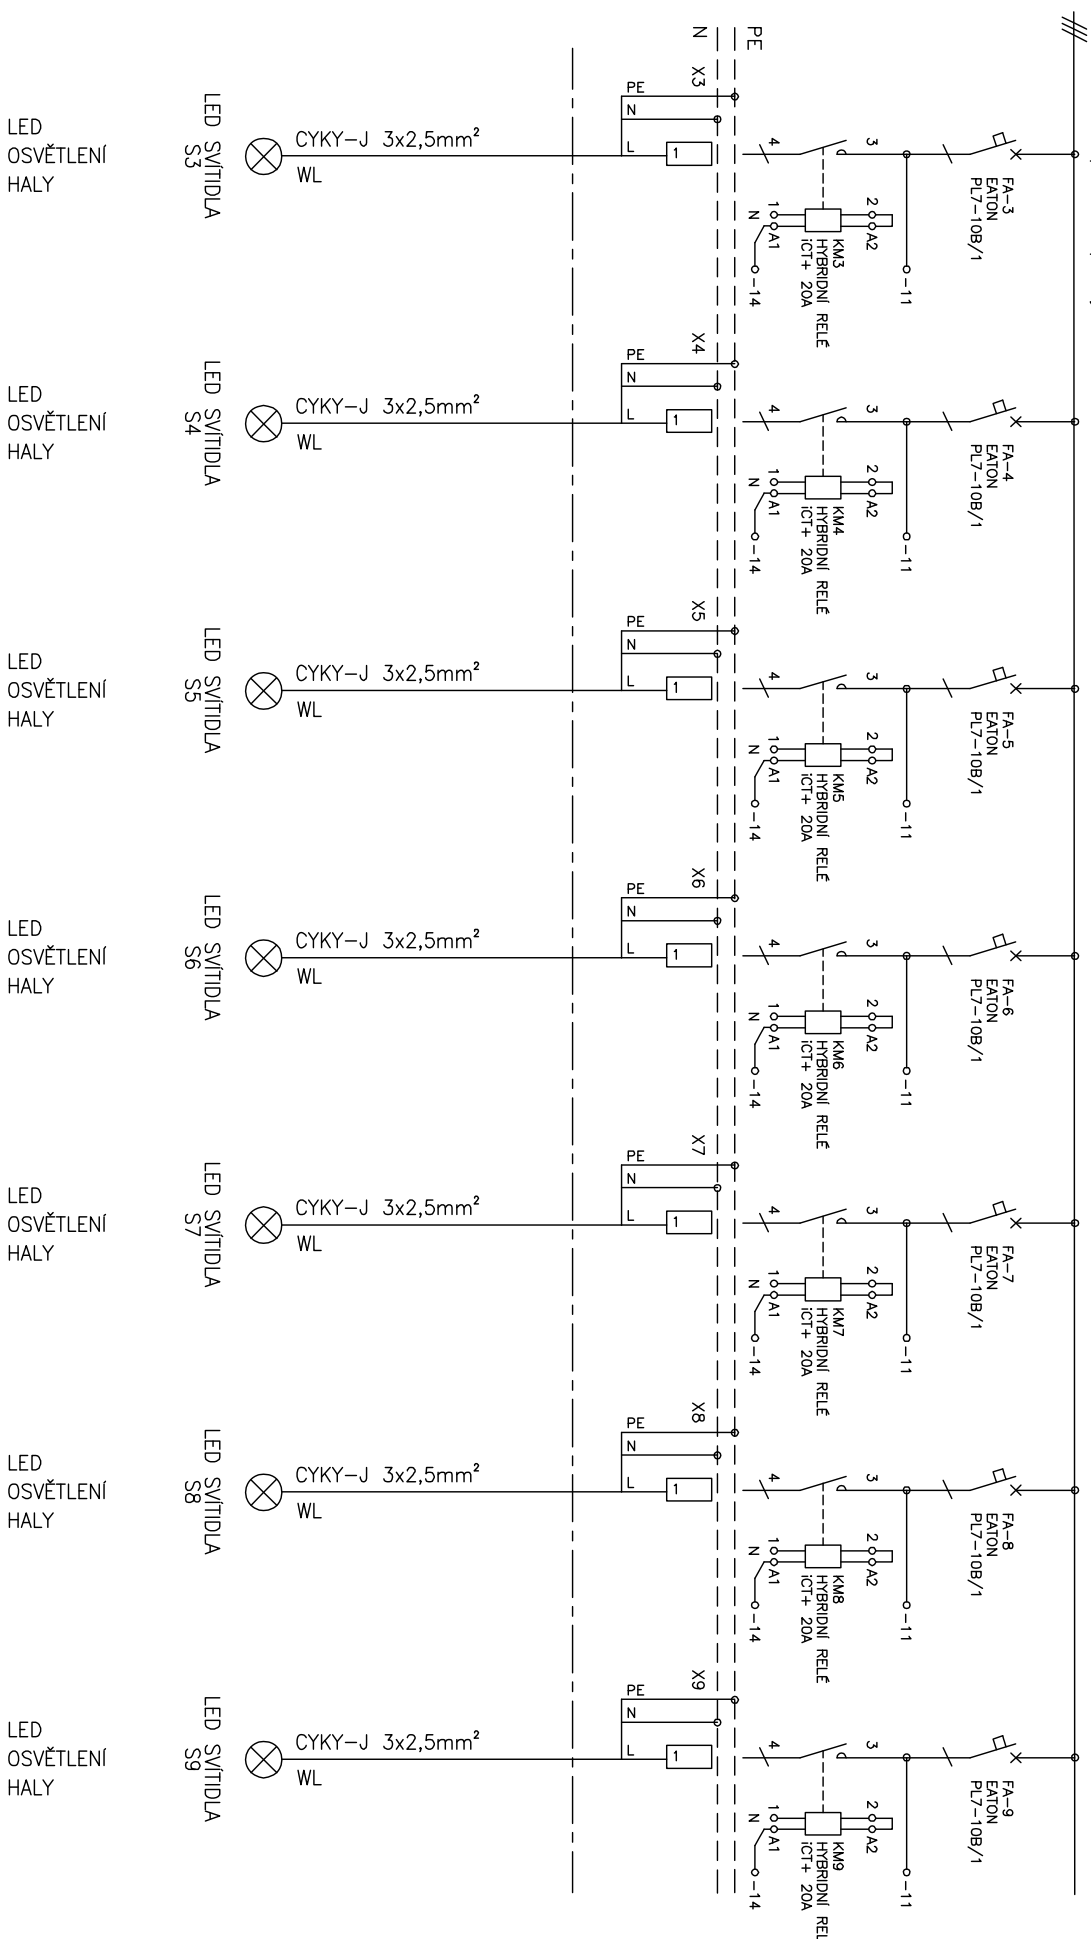 N
PE
X3
PE
N
L
1
CYKY-J 3x2,5mm²
WL
LED SVÍTIDLA
S3
LED
OSVĚTLENÍ
HALY
4
3
FA-3
EATON
PL7-10B/1
1
N
A1
2
A2
KM3
HYBRIDNÍ RELÉ
iCT+ 20A
-14
-11
X4
PE
N
L
1
CYKY-J 3x2,5mm²
WL
LED SVÍTIDLA
S4
LED
OSVĚTLENÍ
HALY
4
3
FA-4
EATON
PL7-10B/1
1
N
A1
2
A2
KM4
HYBRIDNÍ RELÉ
iCT+ 20A
-14
-11
X5
PE
N
L
1
CYKY-J 3x2,5mm²
WL
LED SVÍTIDLA
S5
LED
OSVĚTLENÍ
HALY
4
3
FA-5
EATON
PL7-10B/1
1
N
A1
2
A2
KM5
HYBRIDNÍ RELÉ
iCT+ 20A
-14
-11
X6
PE
N
L
1
CYKY-J 3x2,5mm²
WL
LED SVÍTIDLA
S6
LED
OSVĚTLENÍ
HALY
4
3
FA-6
EATON
PL7-10B/1
1
N
A1
2
A2
KM6
HYBRIDNÍ RELÉ
iCT+ 20A
-14
-11
X7
PE
N
L
1
CYKY-J 3x2,5mm²
WL
LED SVÍTIDLA
S7
LED
OSVĚTLENÍ
HALY
4
3
FA-7
EATON
PL7-10B/1
1
N
A1
2
A2
KM7
HYBRIDNÍ RELÉ
iCT+ 20A
-14
-11
X8
PE
N
L
1
CYKY-J 3x2,5mm²
WL
LED SVÍTIDLA
S8
LED
OSVĚTLENÍ
HALY
4
3
FA-8
EATON
PL7-10B/1
1
N
A1
2
A2
KM8
HYBRIDNÍ RELÉ
iCT+ 20A
-14
-11
X9
PE
N
L
1
CYKY-J 3x2,5mm²
WL
LED SVÍTIDLA
S9
LED
OSVĚTLENÍ
HALY
4
3
FA-9
EATON
PL7-10B/1
1
N
A1
2
A2
KM9
HYBRIDNÍ REL
iCT+ 20A
-14
-11